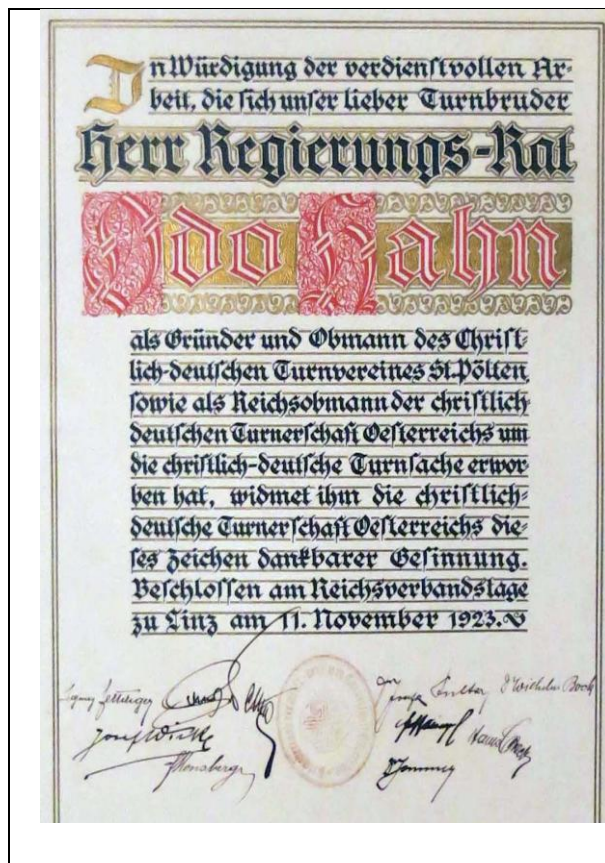 In Würdigung der verdienstvollen Ar-
beit, die sich unser lieber Turnbruder
Herr Regierungs-Rat
Odo Hahn
als Gründer und Obmann des Christ-
lich-deutschen Turnvereines St. Pölten,
sowie als Reichsobmann der christlich-
deutschen Turnerschaft Oesterreichs um
die christlich-deutsche Turnsache erwor-
ben hat, widmet ihm die christlich-
deutsche Turnerschaft Oesterreichs die-
ses Zeichen dankbarer Gesinnung.
Beschlossen am Reichsverbandstage
zu Linz am 11. November 1923.